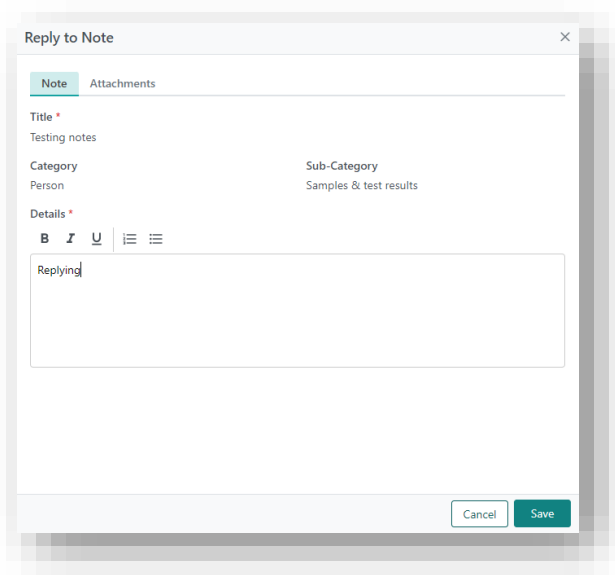 Reply to Note
Note Attachments
Title *
Testing notes
Category Sub-Category
Person Samples & test results
Details *
B I U
Replying
Cancel Save